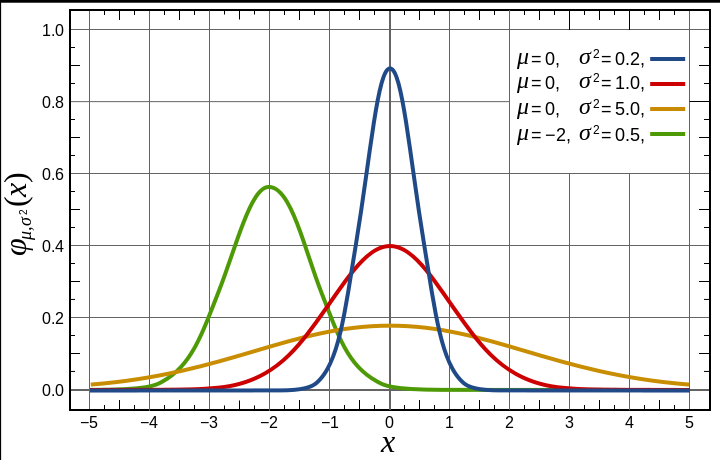 1.0
0.8
0.6
0.4
0.2
0.0
φμ,σ²(x)
μ = 0, σ² = 0.2,
μ = 0, σ² = 1.0,
μ = 0, σ² = 5.0,
μ = −2, σ² = 0.5,
−5 −4 −3 −2 −1 0 1 2 3 4 5
x